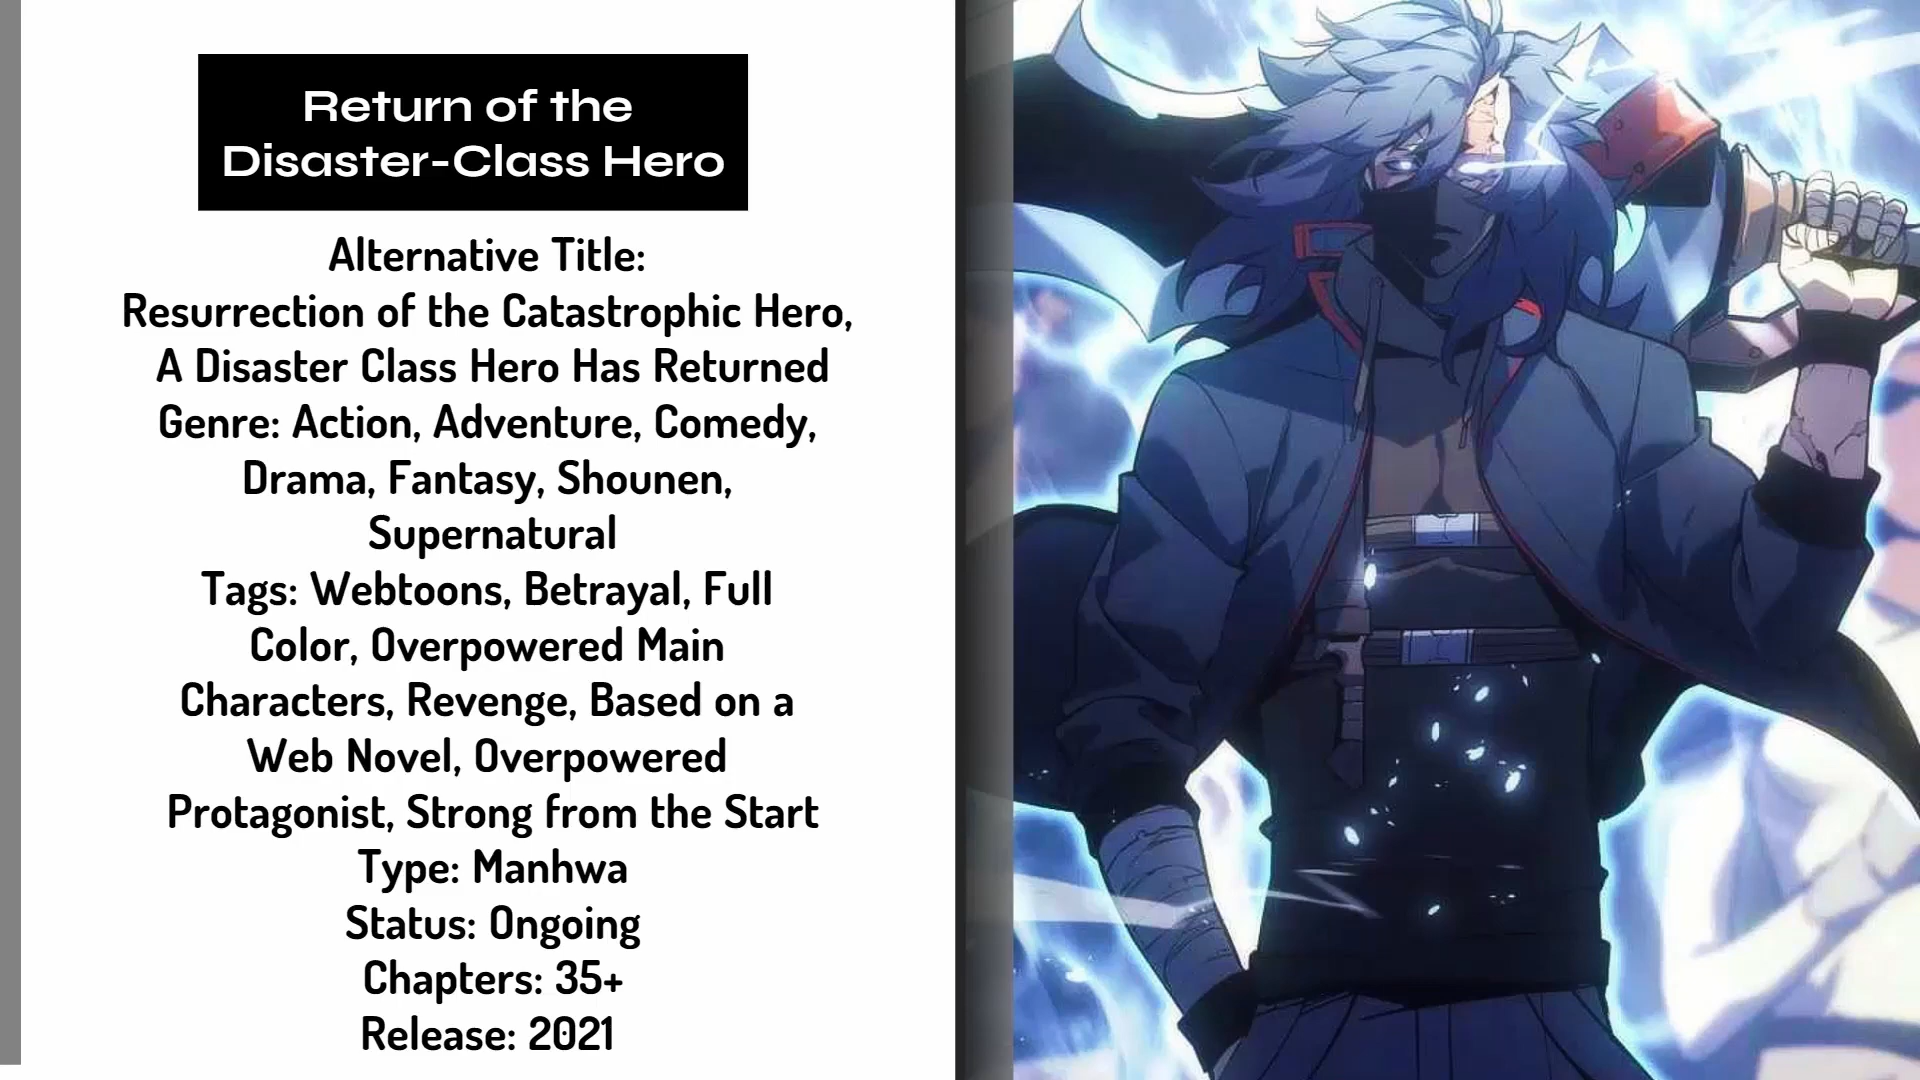 Return of the
Disaster-Class Hero
Alternative Title:
Resurrection of the Catastrophic Hero,
A Disaster Class Hero Has Returned
Genre: Action, Adventure, Comedy,
Drama, Fantasy, Shounen,
Supernatural
Tags: Webtoons, Betrayal, Full
Color, Overpowered Main
Characters, Revenge, Based on a
Web Novel, Overpowered
Protagonist, Strong from the Start
Type: Manhwa
Status: Ongoing
Chapters: 35+
Release: 2021